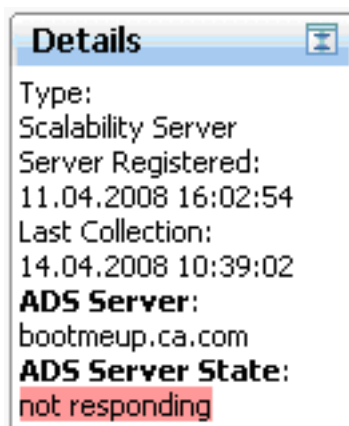 Details
Type:
Scalability Server
Server Registered:
11.04.2008 16:02:54
Last Collection:
14.04.2008 10:39:02
ADS Server:
bootmeup.ca.com
ADS Server State:
not responding